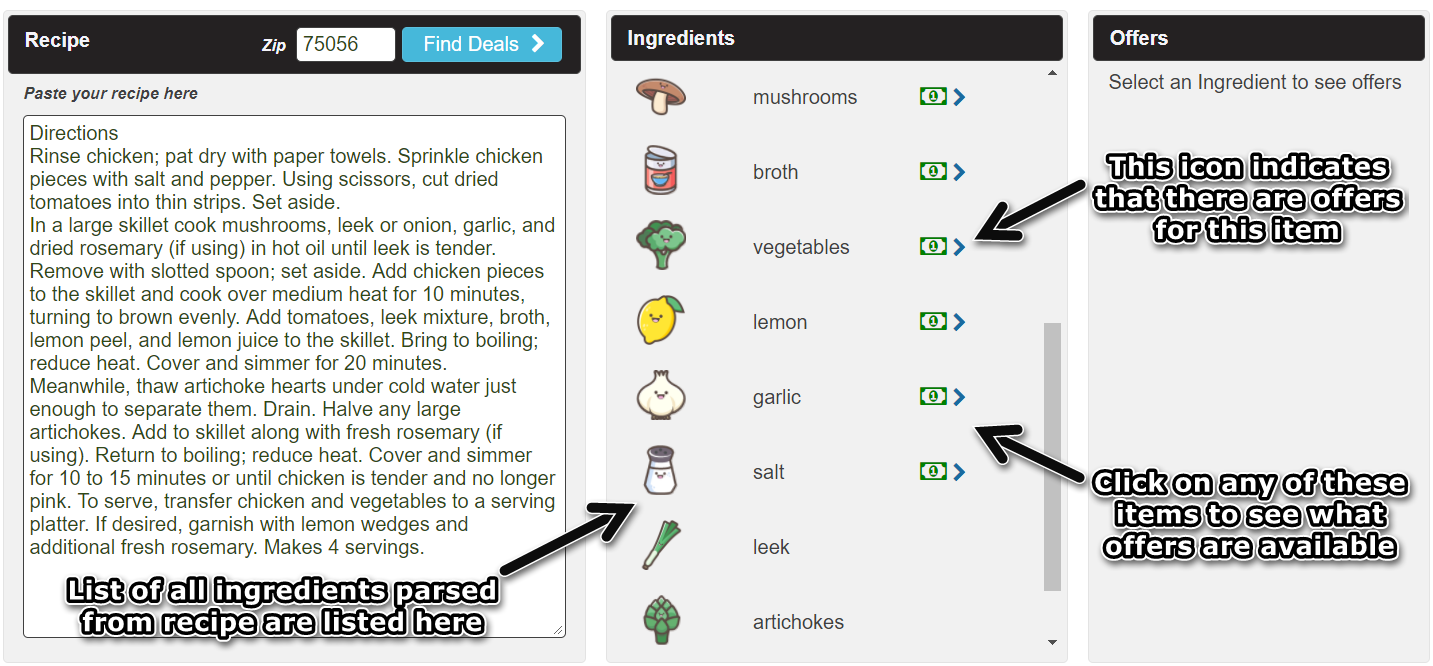 Recipe
Zip 75056 Find Deals
Paste your recipe here
Directions
Rinse chicken; pat dry with paper towels. Sprinkle chicken
pieces with salt and pepper. Using scissors, cut dried
tomatoes into thin strips. Set aside.
In a large skillet cook mushrooms, leek or onion, garlic, and
dried rosemary (if using) in hot oil until leek is tender.
Remove with slotted spoon; set aside. Add chicken pieces
to the skillet and cook over medium heat for 10 minutes,
turning to brown evenly. Add tomatoes, leek mixture, broth,
lemon peel, and lemon juice to the skillet. Bring to boiling;
reduce heat. Cover and simmer for 20 minutes.
Meanwhile, thaw artichoke hearts under cold water just
enough to separate them. Drain. Halve any large
artichokes. Add to skillet along with fresh rosemary (if
using). Return to boiling; reduce heat. Cover and simmer
for 10 to 15 minutes or until chicken is tender and no longer
pink. To serve, transfer chicken and vegetables to a serving
platter. If desired, garnish with lemon wedges and
additional fresh rosemary. Makes 4 servings.
List of all ingredients parsed
from recipe are listed here
Ingredients
mushrooms 1
broth 1
vegetables 1
lemon 1
garlic 1
salt 1
leek
artichokes
Offers
Select an Ingredient to see offers
This icon indicates
that there are offers
for this item
Click on any of these
items to see what
offers are available